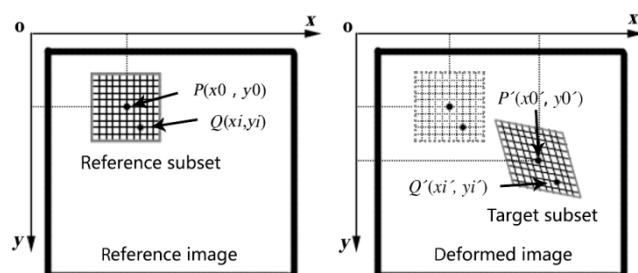 o x
P(x0 , y0)
Q(xi,yi)
Reference subset
y
Reference image
o x
P´(x0´, y0´)
Q´(xi´, yi´)
Target subset
y
Deformed image